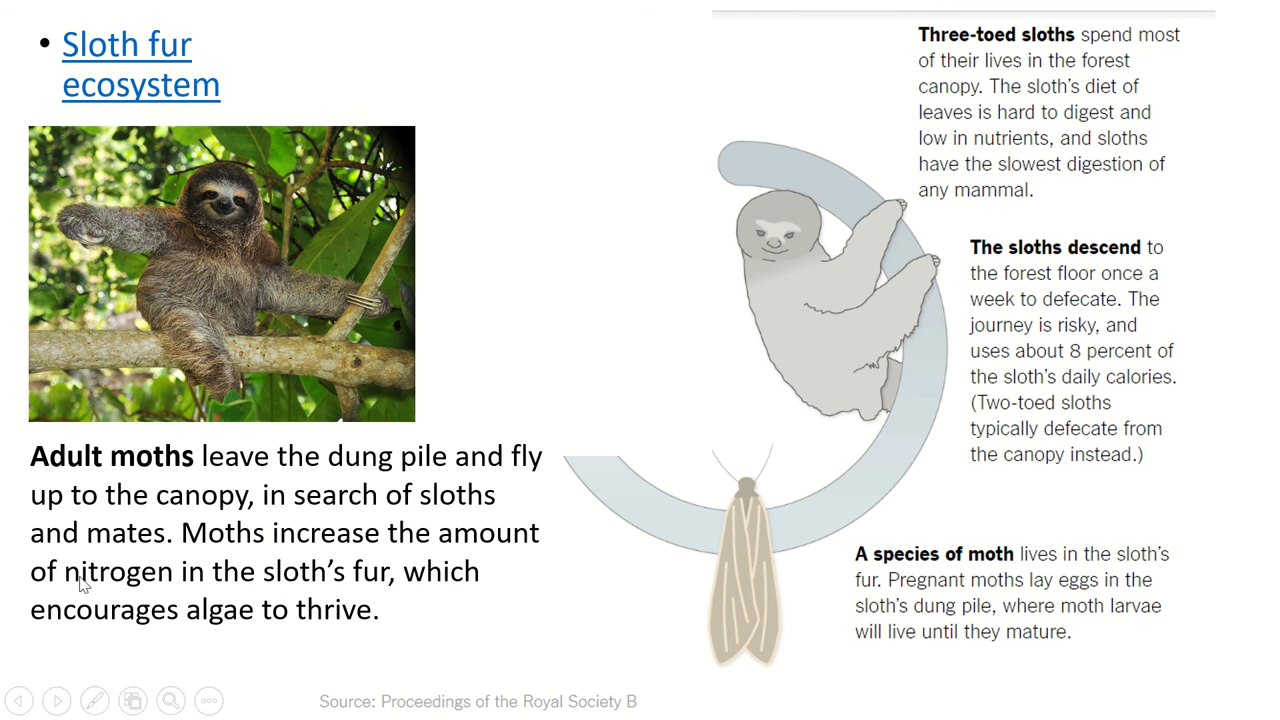 • Sloth fur
ecosystem
Adult moths leave the dung pile and fly
up to the canopy, in search of sloths
and mates. Moths increase the amount
of nitrogen in the sloth’s fur, which
encourages algae to thrive.
Three-toed sloths spend most
of their lives in the forest
canopy. The sloth’s diet of
leaves is hard to digest and
low in nutrients, and sloths
have the slowest digestion of
any mammal.
The sloths descend to
the forest floor once a
week to defecate. The
journey is risky, and
uses about 8 percent of
the sloth’s daily calories.
(Two-toed sloths
typically defecate from
the canopy instead.)
A species of moth lives in the sloth’s
fur. Pregnant moths lay eggs in the
sloth’s dung pile, where moth larvae
will live until they mature.
Source: Proceedings of the Royal Society B